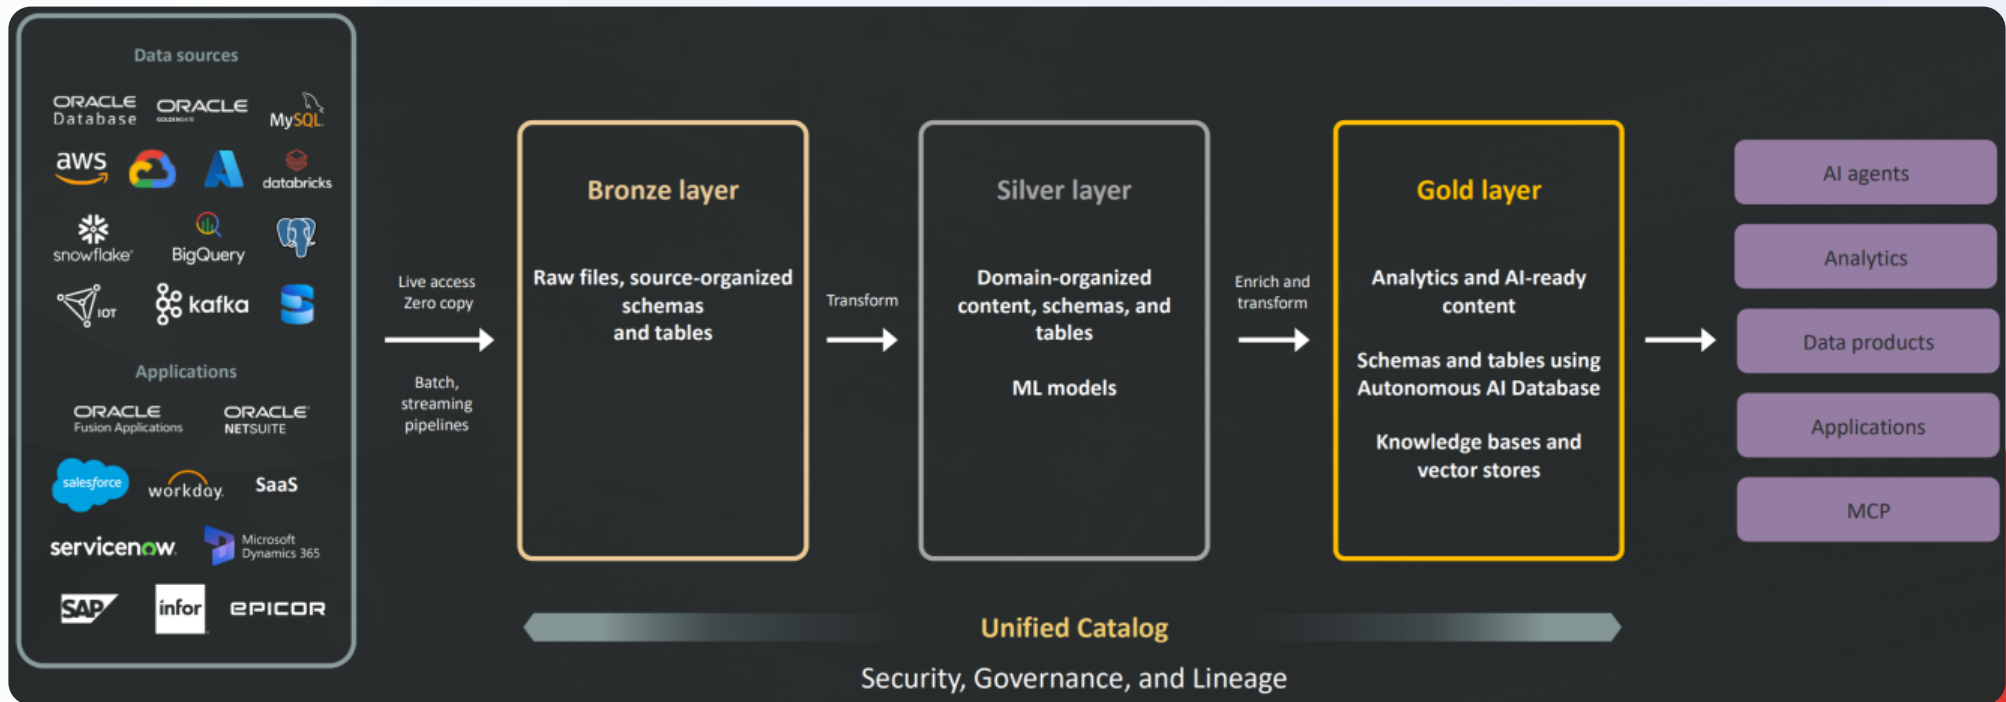 Data sources
ORACLE
Database
ORACLE
GOLDENGATE
MySQL
aws
databricks
snowflake
BigQuery
IOT
kafka
Applications
ORACLE
Fusion Applications
ORACLE
NETSUITE
salesforce
workday.
SaaS
servicenow
Microsoft
Dynamics 365
SAP
infor
EPICOR
Live access
Zero copy
Batch,
streaming
pipelines
Bronze layer
Raw files, source-organized
schemas
and tables
Transform
Silver layer
Domain-organized
content, schemas, and
tables
ML models
Enrich and
transform
Gold layer
Analytics and AI-ready
content
Schemas and tables using
Autonomous AI Database
Knowledge bases and
vector stores
AI agents
Analytics
Data products
Applications
MCP
Unified Catalog
Security, Governance, and Lineage